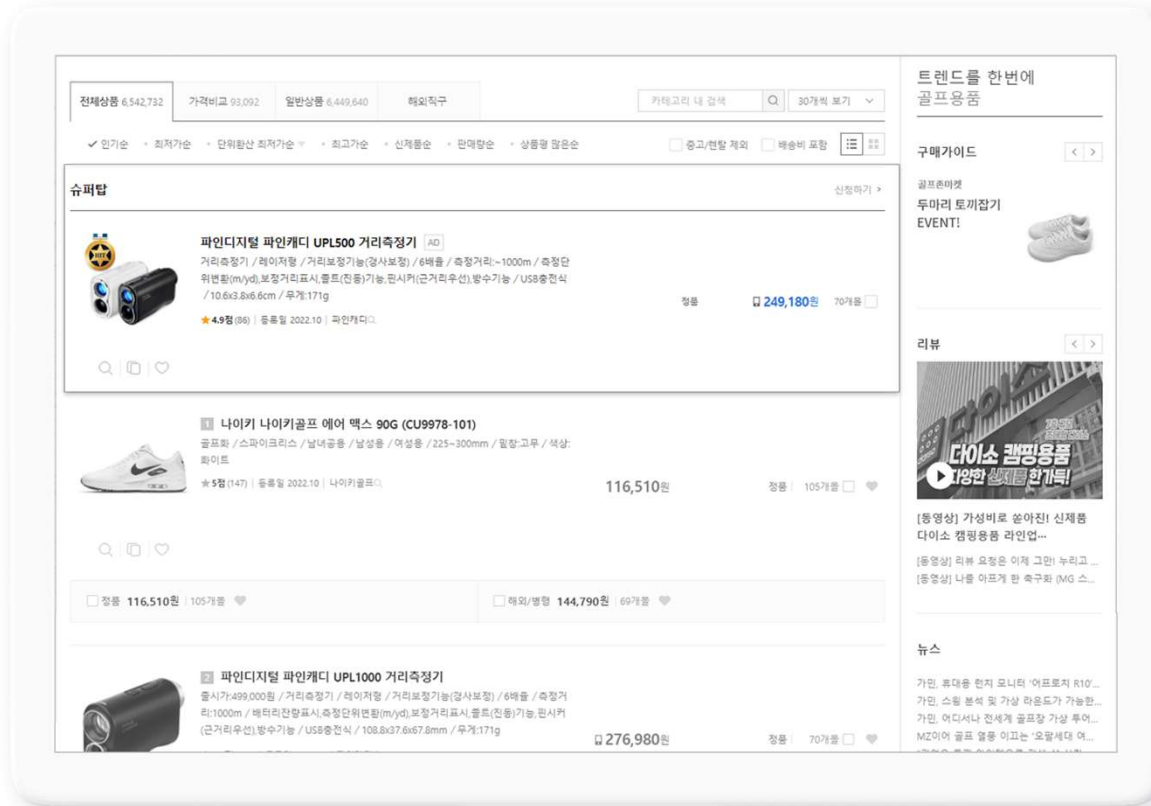 전체상품 6,542,732
가격비교 93,092
일반상품 6,449,640
해외직구
카테고리 내 검색
30개씩 보기
인기순
최저가순
단위환산 최저가순
최고가순
신제품순
판매량순
상품평 많은순
중고/렌탈 제외
배송비 포함
슈퍼탑
신청하기 >
HIT
파인디지털 파인캐디 UPL500 거리측정기 AD
거리측정기 / 레이저형 / 거리보정기능(경사보정) / 6배율 / 측정거리:~1000m / 측정단
위변환(m/yd),보정거리표시,졸트(진동)기능,핀시커(근거리우선),방수기능 / USB충전식
/ 10.6x3.8x6.6cm / 무게:171g
★4.9점 (86) | 등록일 2022.10 | 파인캐디
정품
249,180원
70개몰
1 나이키 나이키골프 에어 맥스 90G (CU9978-101)
골프화 / 스파이크리스 / 남녀공용 / 남성용 / 여성용 / 225~300mm / 밑창:고무 / 색상:
화이트
★5점 (147) | 등록일 2022.10 | 나이키골프
116,510원
정품 | 105개몰
정품 116,510원 | 105개몰
해외/병행 144,790원 | 69개몰
2 파인디지털 파인캐디 UPL1000 거리측정기
출시가:499,000원 / 거리측정기 / 레이저형 / 거리보정기능(경사보정) / 6배율 / 측정거
리:1000m / 배터리잔량표시,측정단위변환(m/yd),보정거리표시,졸트(진동)기능,핀시커
(근거리우선),방수기능 / USB충전식 / 108.8x37.6x67.8mm / 무게:171g
276,980원
정품 | 70개몰
트렌드를 한번에
골프용품
구매가이드
< >
골프존마켓
두마리 토끼잡기
EVENT!
리뷰
< >
다이소
다이소 캠핑용품
다양한 신제품 한가득!
[동영상] 가성비로 쏟아진! 신제품
다이소 캠핑용품 라인업…
[동영상] 리뷰 요정은 이제 그만! 누리고 ...
[동영상] 나를 아프게 한 축구화 (MG 스...
뉴스
가민, 휴대용 런치 모니터 '어프로치 R10'...
가민, 스윙 분석 및 가상 라운드가 가능한...
가민, 어디서나 전세계 골프장 가상 투어...
MZ이어 골프 열풍 이끄는 '오팔세대 여...